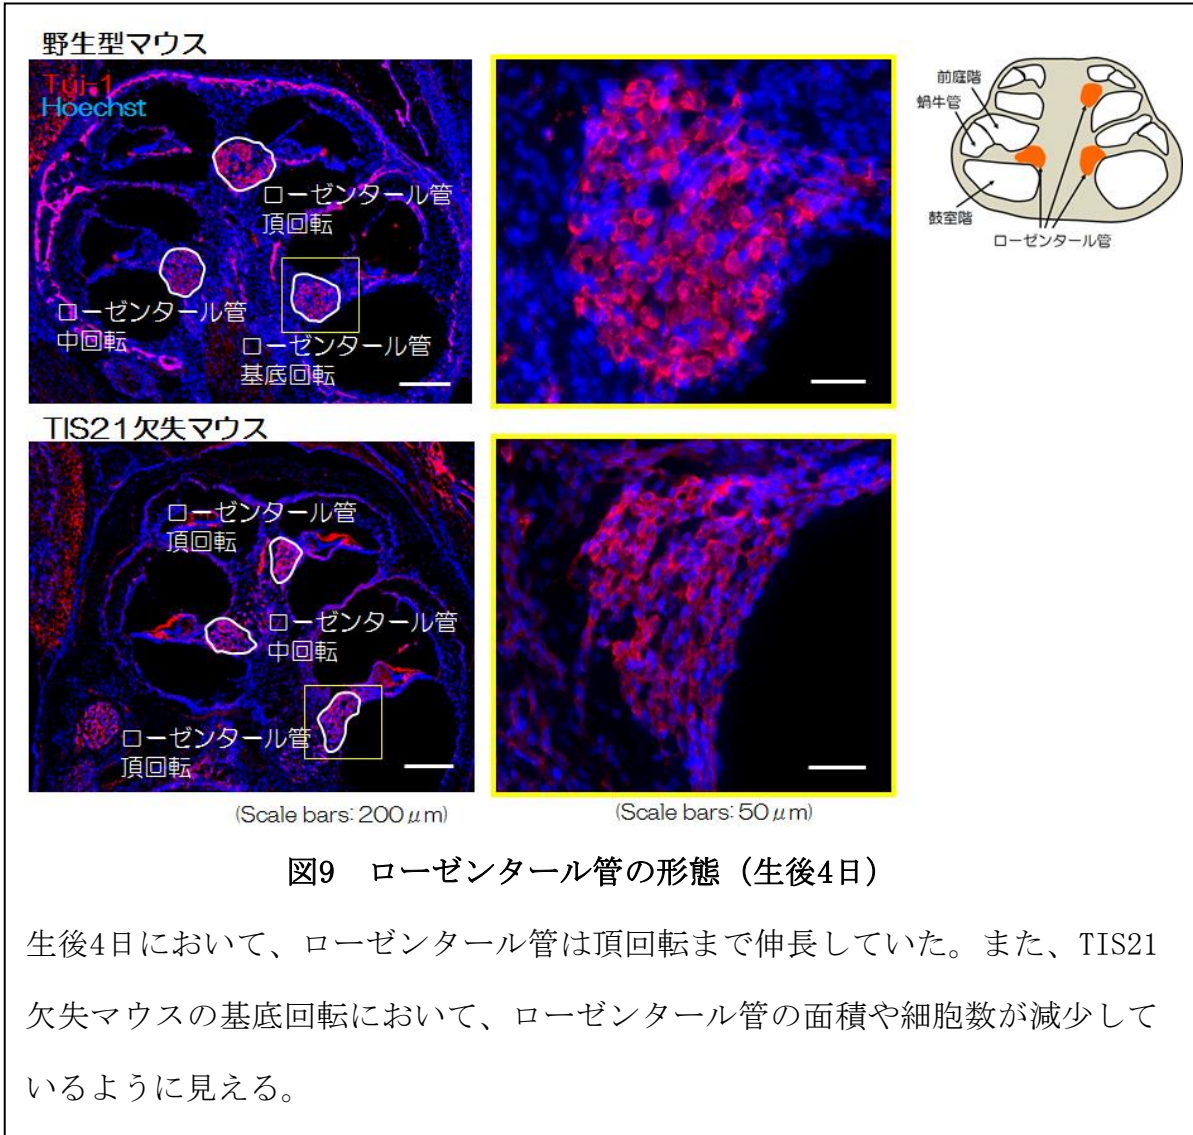 野生型マウス
Tuj-1
Hoechst
ローゼンタール管
頂回転
ローゼンタール管
中回転
ローゼンタール管
基底回転
前庭階
蝸牛管
鼓室階
ローゼンタール管
TIS21欠失マウス
ローゼンタール管
頂回転
ローゼンタール管
中回転
ローゼンタール管
頂回転
(Scale bars: 200μm)
(Scale bars: 50μm)
図9 ローゼンタール管の形態（生後4日）
生後4日において、ローゼンタール管は頂回転まで伸長していた。また、TIS21
欠失マウスの基底回転において、ローゼンタール管の面積や細胞数が減少して
いるように見える。